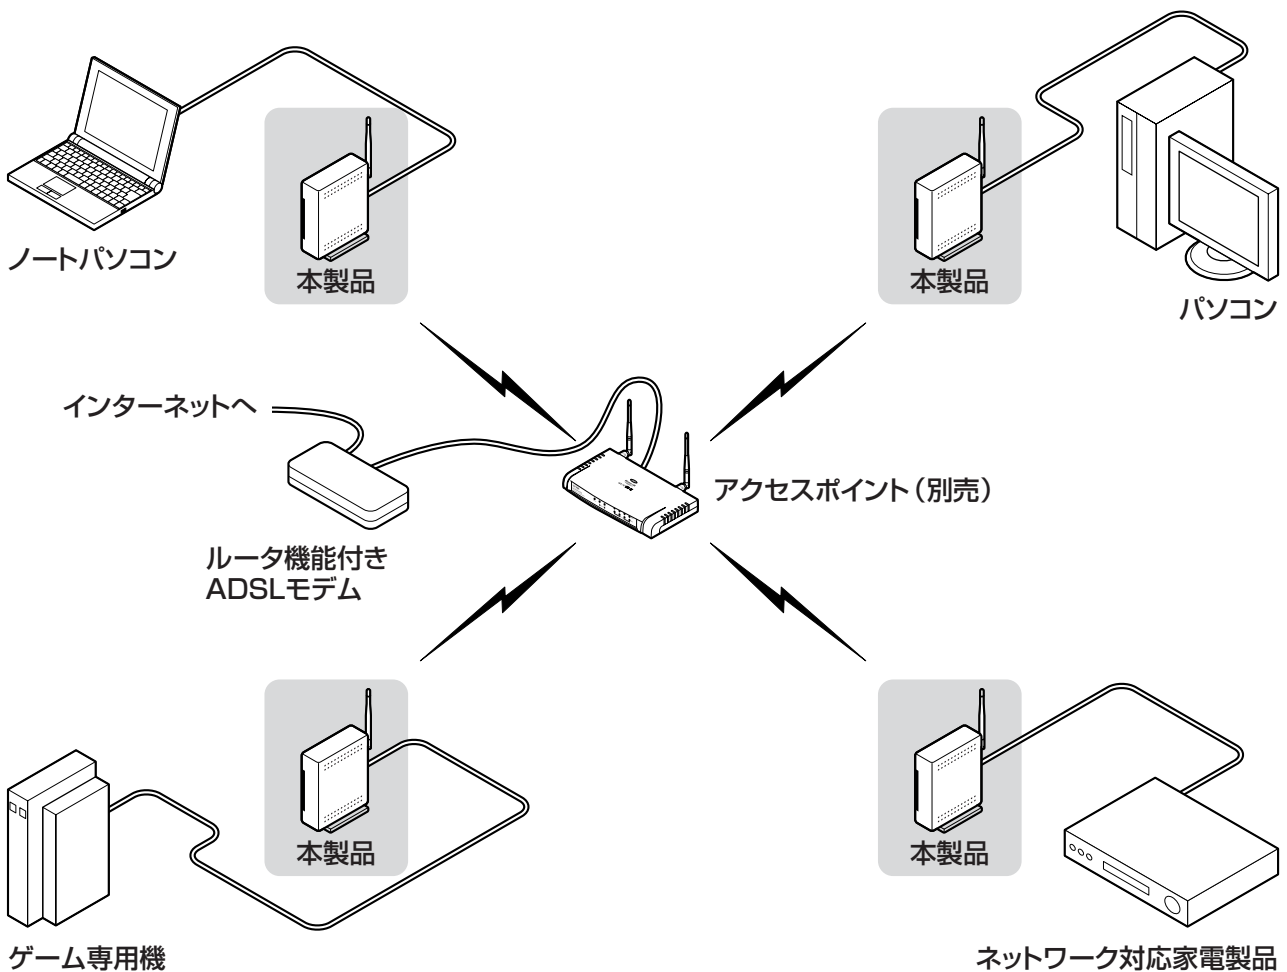 ノートパソコン
本製品
本製品
パソコン
インターネットへ
アクセスポイント（別売）
ルータ機能付き
ADSLモデム
本製品
本製品
ゲーム専用機
ネットワーク対応家電製品